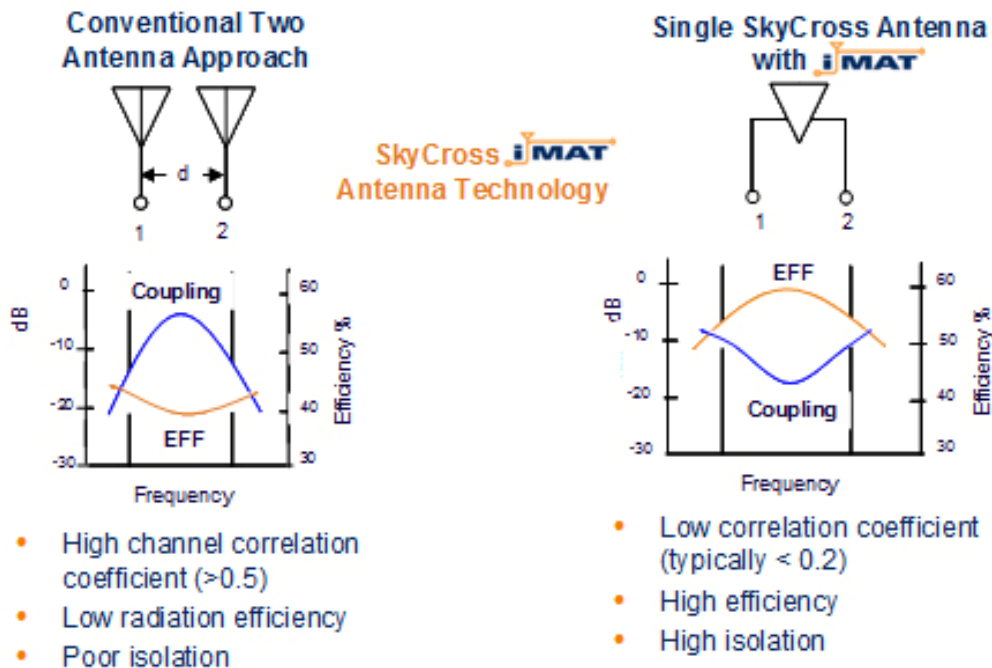 Conventional Two
Antenna Approach
d
1 2
0
-10
-20
-30
dB
Coupling
EFF
60
50
40
30
Efficiency %
Frequency
• High channel correlation
coefficient (>0.5)
• Low radiation efficiency
• Poor isolation
SkyCross iMAT
Antenna Technology
Single SkyCross Antenna
with iMAT
1 2
0
-10
-20
-30
dB
EFF
Coupling
60
50
40
30
Efficiency %
Frequency
• Low correlation coefficient
(typically < 0.2)
• High efficiency
• High isolation